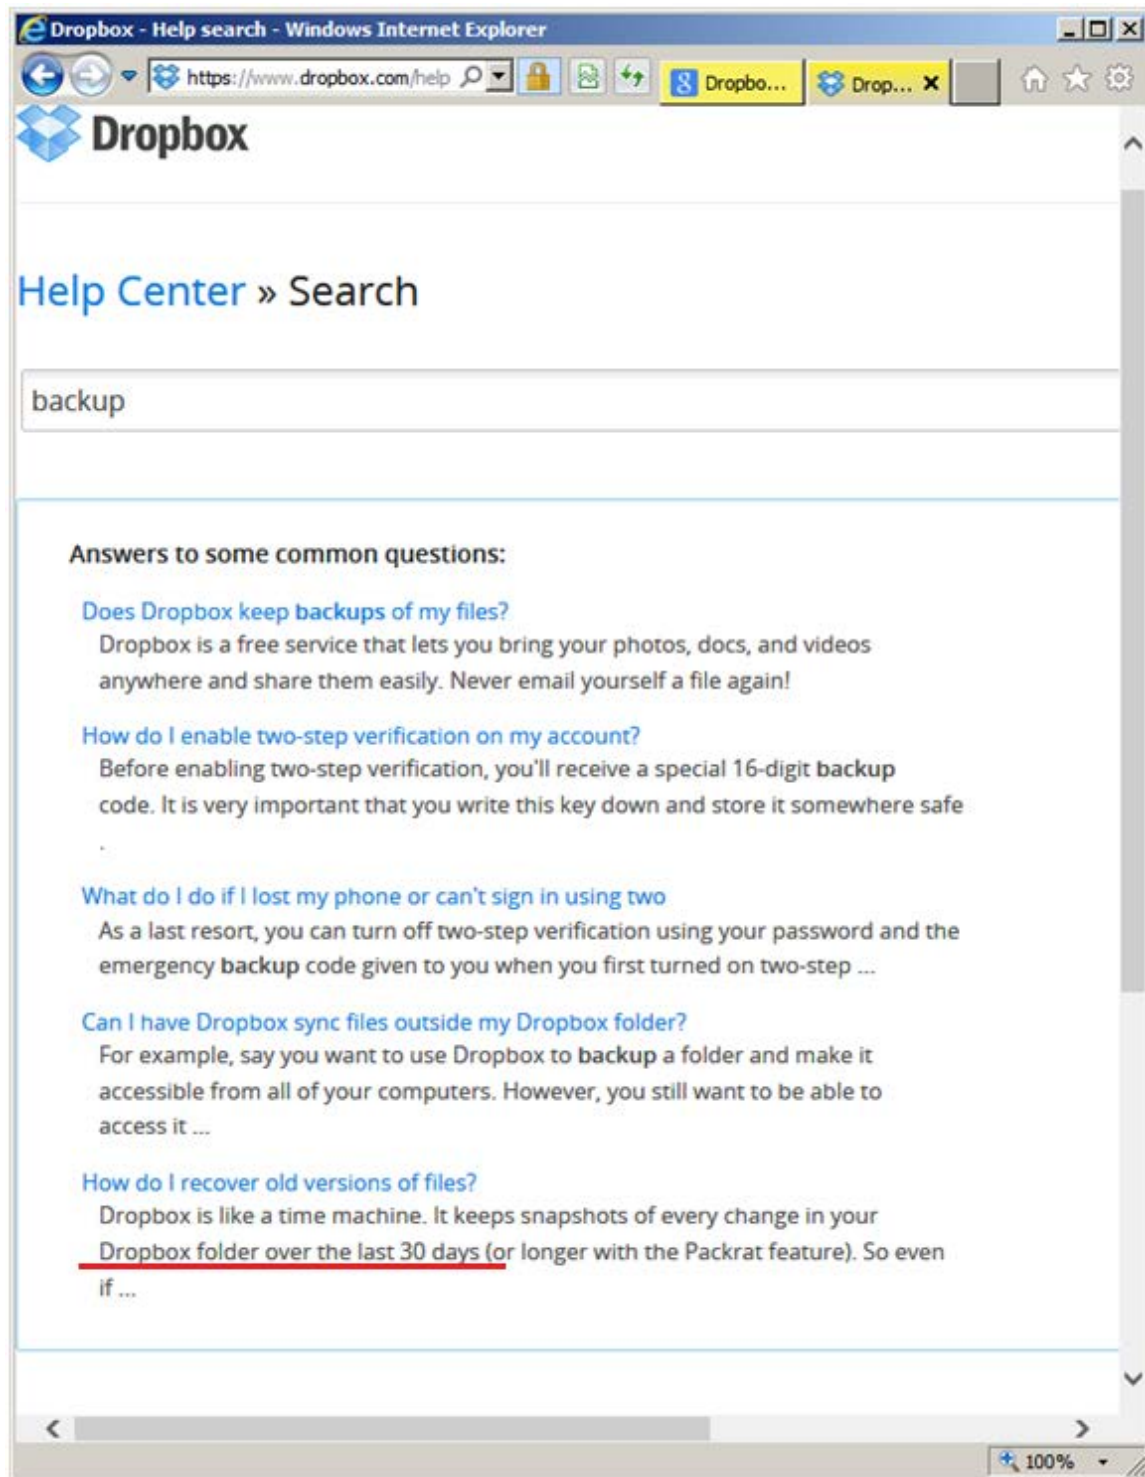 Dropbox - Help search - Windows Internet Explorer
https://www.dropbox.com/help
Dropbo...
Drop...
Dropbox
Help Center » Search
backup
Answers to some common questions:
Does Dropbox keep backups of my files?
Dropbox is a free service that lets you bring your photos, docs, and videos
anywhere and share them easily. Never email yourself a file again!
How do I enable two-step verification on my account?
Before enabling two-step verification, you'll receive a special 16-digit backup
code. It is very important that you write this key down and store it somewhere safe
.
What do I do if I lost my phone or can't sign in using two
As a last resort, you can turn off two-step verification using your password and the
emergency backup code given to you when you first turned on two-step ...
Can I have Dropbox sync files outside my Dropbox folder?
For example, say you want to use Dropbox to backup a folder and make it
accessible from all of your computers. However, you still want to be able to
access it ...
How do I recover old versions of files?
Dropbox is like a time machine. It keeps snapshots of every change in your
Dropbox folder over the last 30 days (or longer with the Packrat feature). So even
if ...
100%